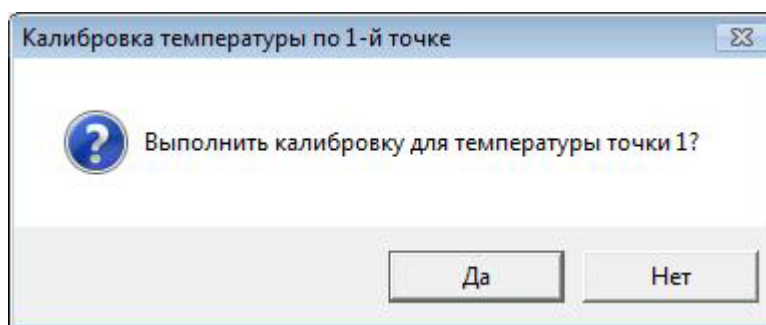 Калибровка температуры по 1-й точке
Выполнить калибровку для температуры точки 1?
Да
Нет